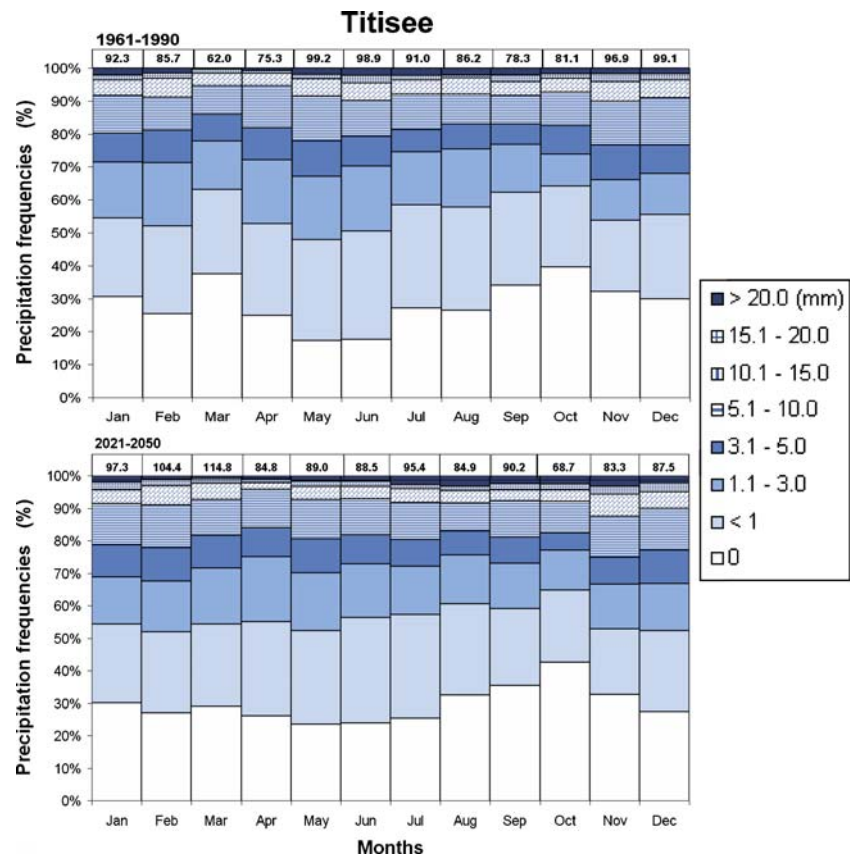 Titisee
1961-1990
92.3 85.7 62.0 75.3 99.2 98.9 91.0 86.2 78.3 81.1 96.9 99.1
Precipitation frequencies (%)
100%
90%
80%
70%
60%
50%
40%
30%
20%
10%
0%
Jan Feb Mar Apr May Jun Jul Aug Sep Oct Nov Dec
2021-2050
97.3 104.4 114.8 84.8 89.0 88.5 95.4 84.9 90.2 68.7 83.3 87.5
Precipitation frequencies (%)
100%
90%
80%
70%
60%
50%
40%
30%
20%
10%
0%
Jan Feb Mar Apr May Jun Jul Aug Sep Oct Nov Dec
Months
> 20.0 (mm)
15.1 - 20.0
10.1 - 15.0
5.1 - 10.0
3.1 - 5.0
1.1 - 3.0
< 1
0